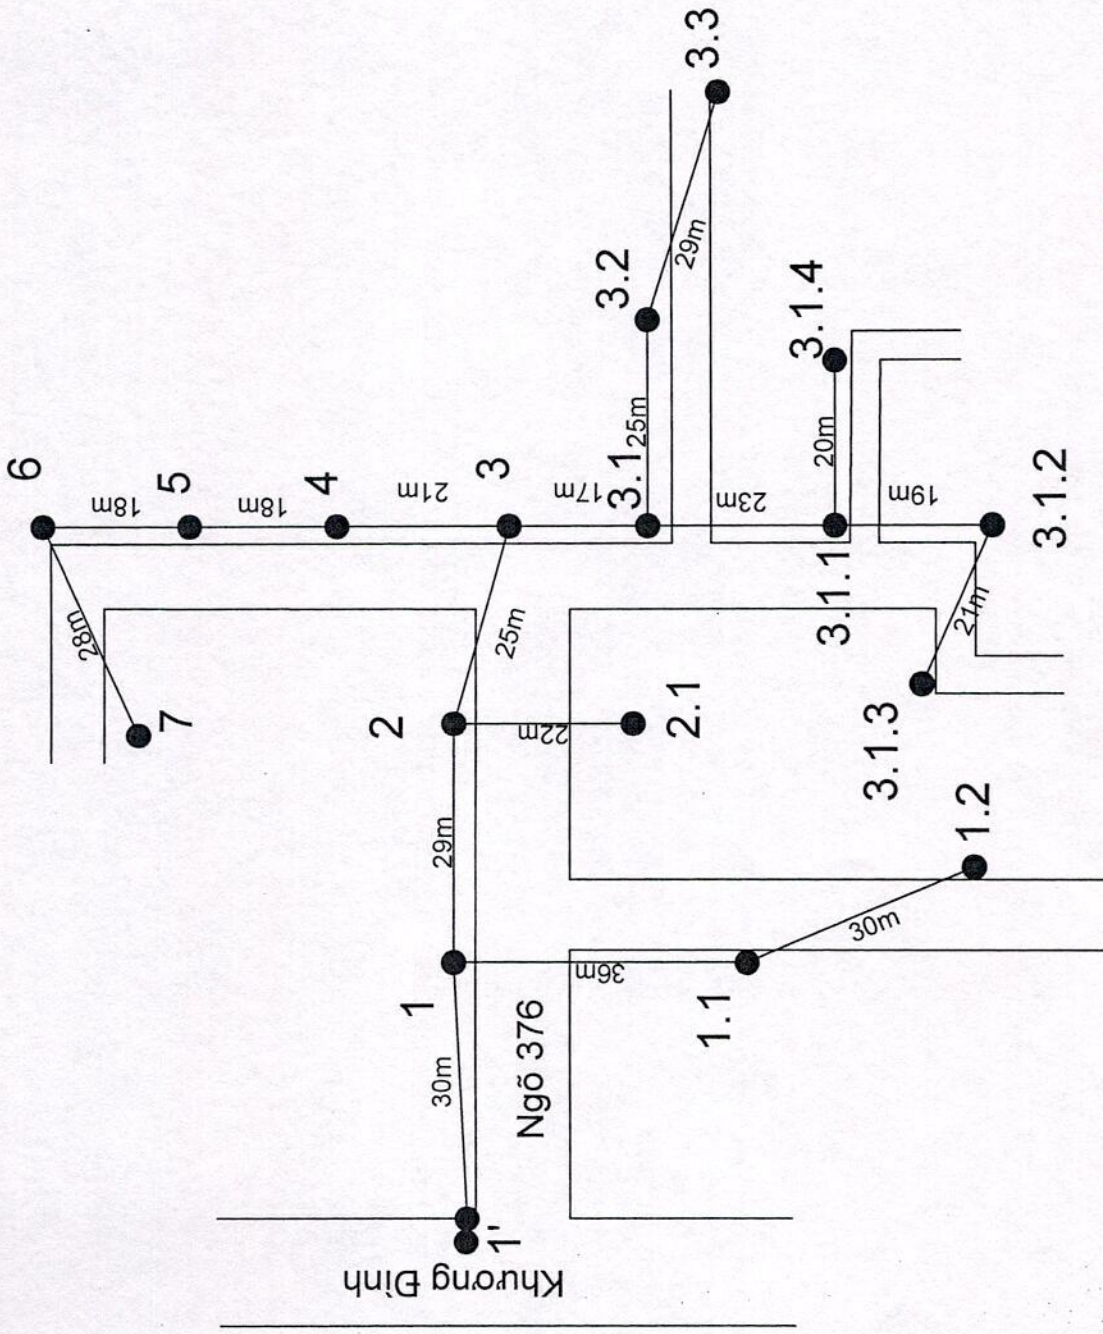 6
18m
5
18m
28m
7
4
21m
3
17m
3.1
25m
3.2
29m
3.3
2
25m
29m
22m
2.1
23m
3.1.1
20m
3.1.4
19m
3.1.2
21m
3.1.3
1
30m
36m
1.1
30m
1.2
Ngõ 376
1'
Khương Đình